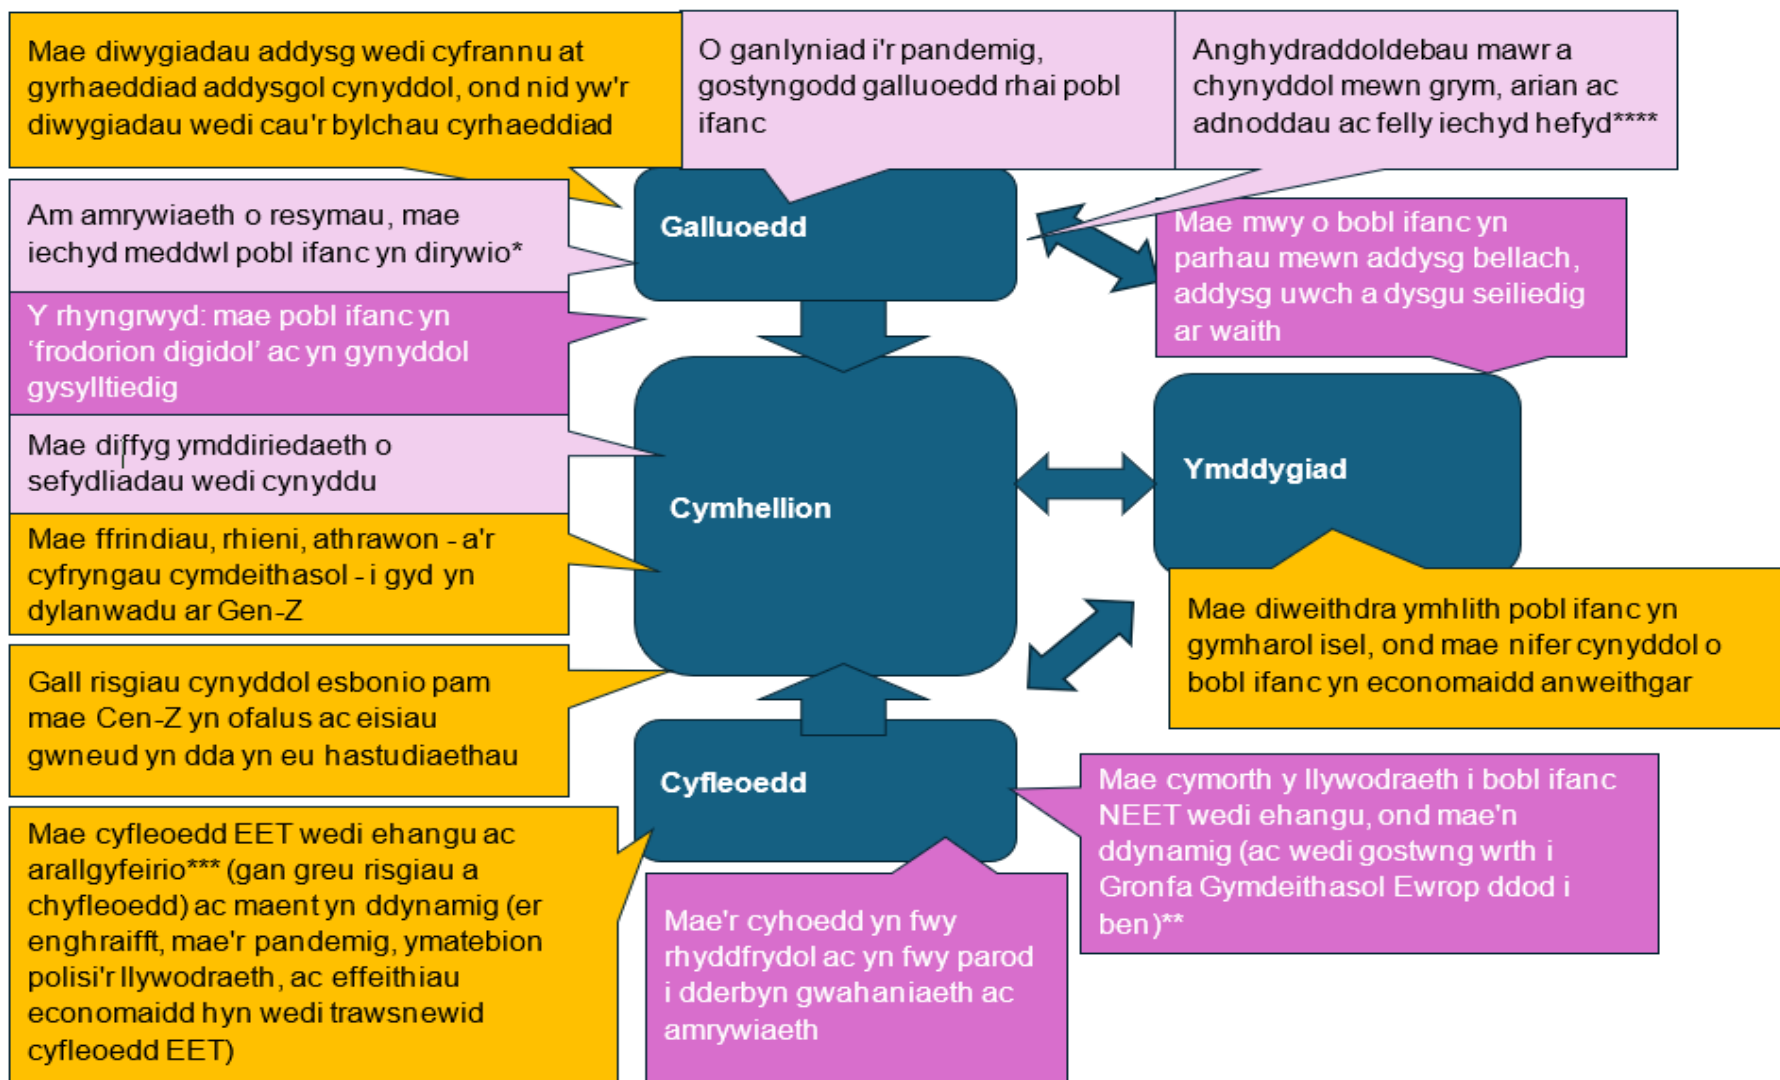 Mae diwygiadau addysg wedi cyfrannu at
gyrhaeddiad addysgol cynyddol, ond nid yw'r
diwygiadau wedi cau'r bylchau cyrhaeddiad
O ganlyniad i'r pandemig,
gostyngodd galluoedd rhai pobl
ifanc
Anghydraddoldebau mawr a
chynyddol mewn grym, arian ac
adnoddau ac felly iechyd hefyd****
Am amrywiaeth o resymau, mae
iechyd meddwl pobl ifanc yn dirywio*
Galluoedd
Mae mwy o bobl ifanc yn
parhau mewn addysg bellach,
addysg uwch a dysgu seiliedig
ar waith
Y rhyngrwyd: mae pobl ifanc yn
‘frodorion digidol’ ac yn gynyddol
gysylltiedig
Mae diffyg ymddiriedaeth o
sefydliadau wedi cynyddu
Cymhellion
Ymddygiad
Mae ffrindiau, rhieni, athrawon - a'r
cyfryngau cymdeithasol - i gyd yn
dylanwadu ar Gen-Z
Mae diweithdra ymhlith pobl ifanc yn
gymharol isel, ond mae nifer cynyddol o
bobl ifanc yn economaidd anweithgar
Gall risgiau cynyddol esbonio pam
mae Cen-Z yn ofalus ac eisiau
gwneud yn dda yn eu hastudiaethau
Cyfleoedd
Mae cymorth y llywodraeth i bobl ifanc
NEET wedi ehangu, ond mae'n
ddynamig (ac wedi gostwng wrth i
Gronfa Gymdeithasol Ewrop ddod i
ben)**
Mae cyfleoedd EET wedi ehangu ac
arallgyfeirio*** (gan greu risgiau a
chyfleoedd) ac maent yn ddynamig (er
enghraifft, mae'r pandemig, ymatebion
polisi'r llywodraeth, ac effeithiau
economaidd hyn wedi trawsnewid
cyfleoedd EET)
Mae'r cyhoedd yn fwy
rhyddfrydol ac yn fwy parod
i dderbyn gwahaniaeth ac
amrywiaeth